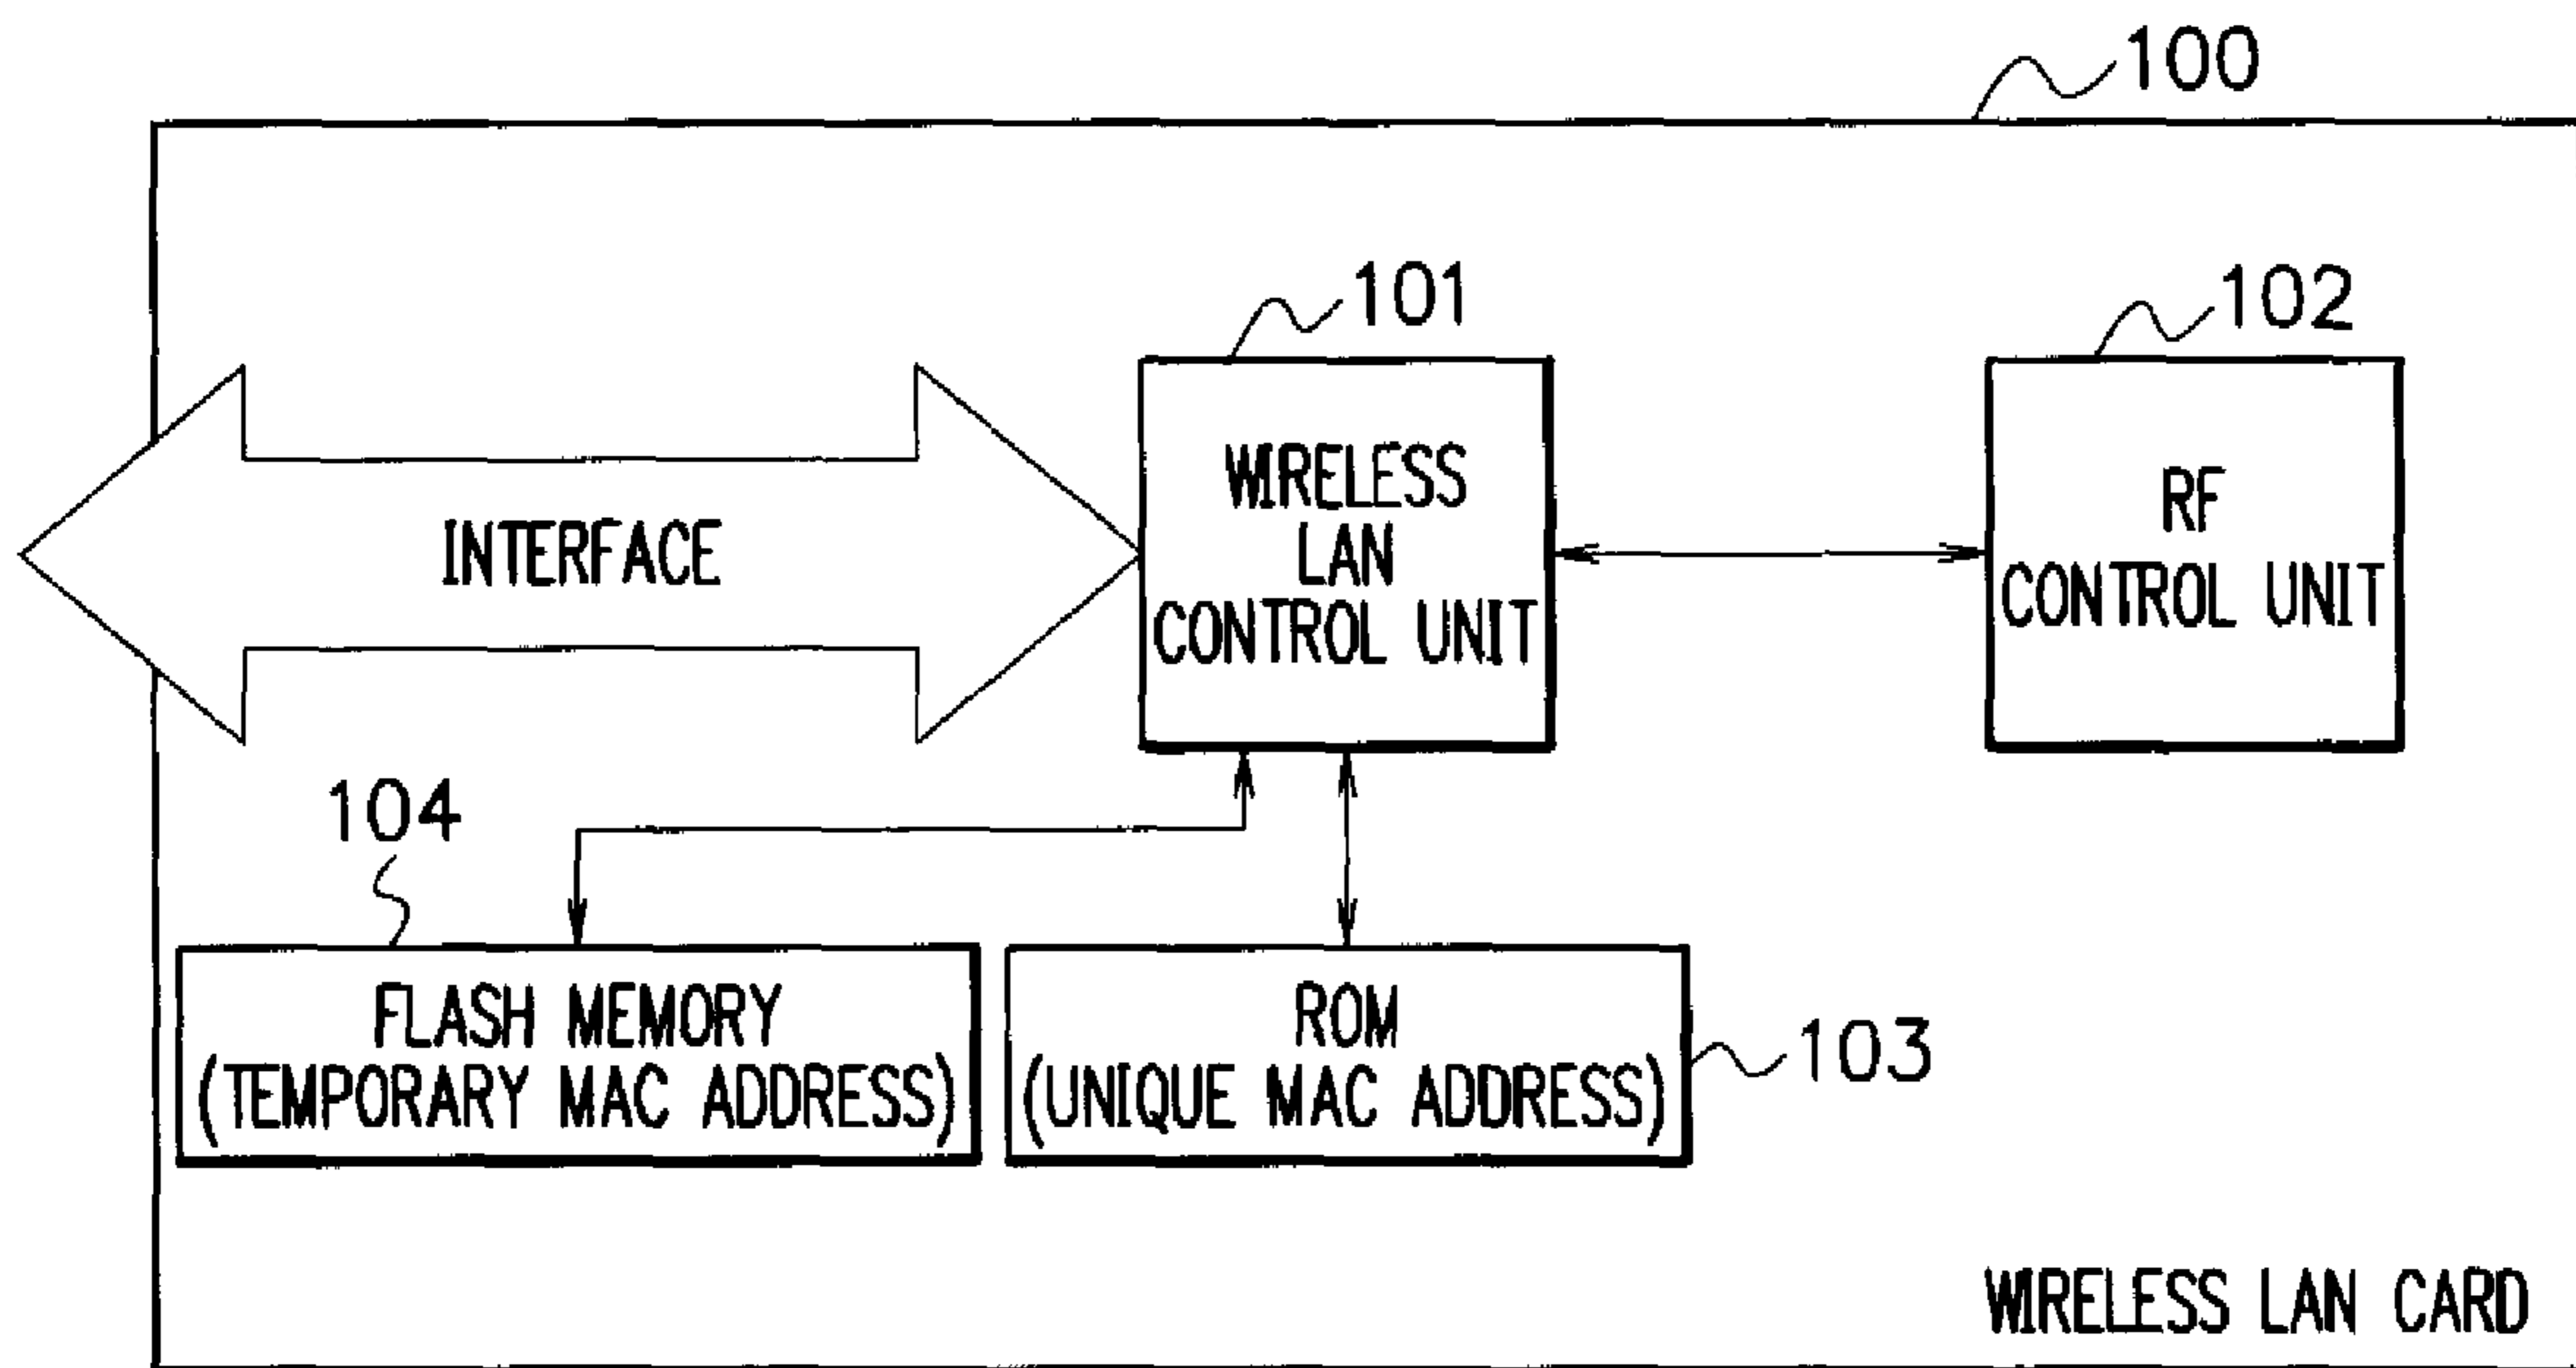 100
101
102
WIRELESS
LAN
CONTROL UNIT
RF
CONTROL UNIT
INTERFACE
104
FLASH MEMORY
(TEMPORARY MAC ADDRESS)
ROM
(UNIQUE MAC ADDRESS)
103
WIRELESS LAN CARD